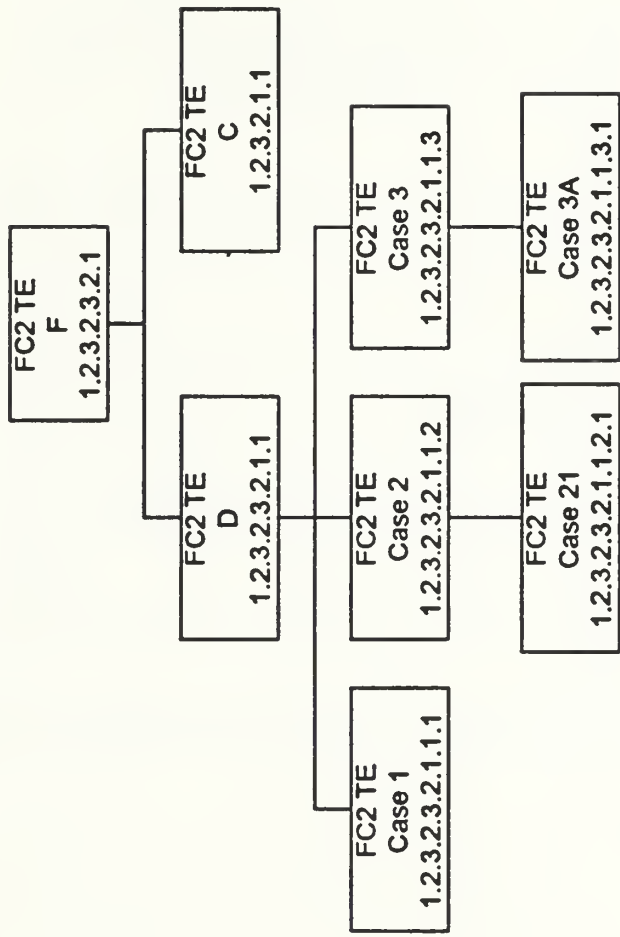 FC2 TE
F
1.2.3.2.3.2.1
FC2 TE
D
1.2.3.2.3.2.1.1
FC2 TE
C
1.2.3.2.1.1
FC2 TE
Case 1
1.2.3.2.3.2.1.1.1
FC2 TE
Case 2
1.2.3.2.3.2.1.1.2
FC2 TE
Case 3
1.2.3.2.3.2.1.1.3
FC2 TE
Case 21
1.2.3.2.3.2.1.1.2.1
FC2 TE
Case 3A
1.2.3.2.3.2.1.1.3.1